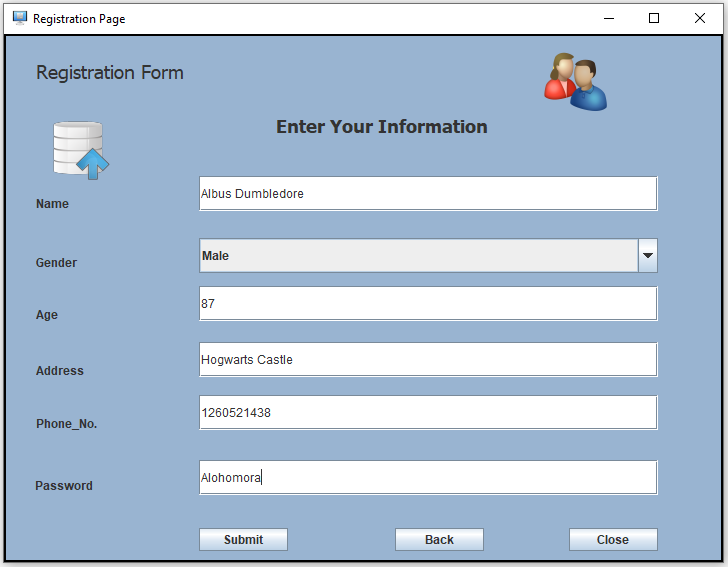 Registration Page
Registration Form
Enter Your Information
Name Albus Dumbledore
Gender Male
Age 87
Address Hogwarts Castle
Phone_No. 1260521438
Password Alohomora
Submit Back Close